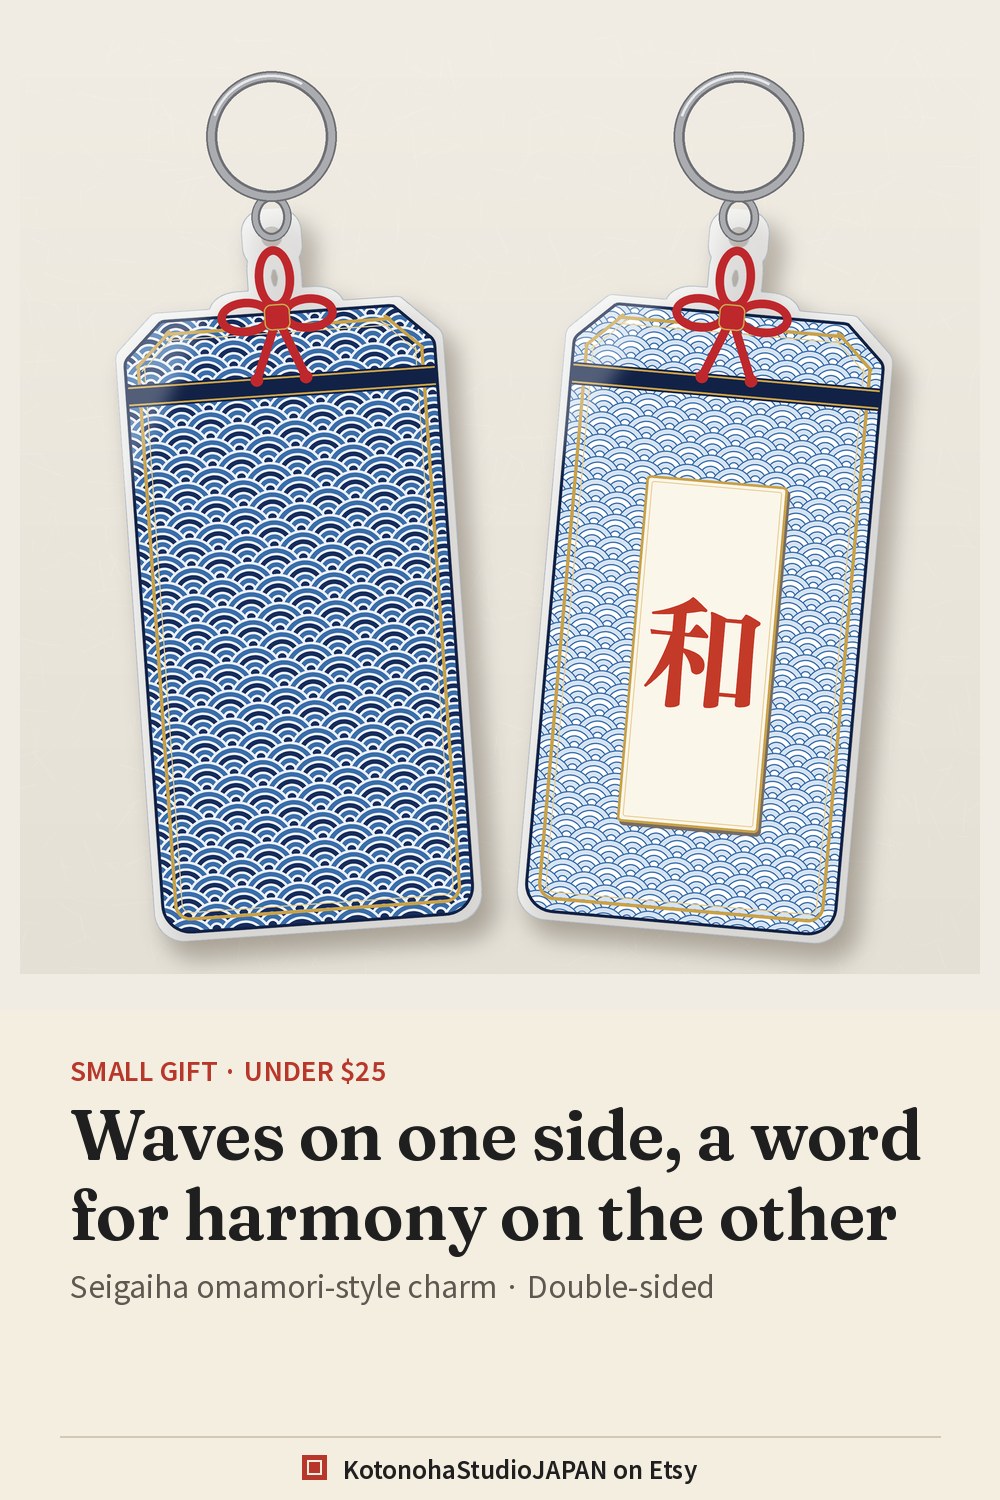 和
SMALL GIFT · UNDER $25
Waves on one side, a word
for harmony on the other
Seigaiha omamori-style charm · Double-sided
KotonohaStudioJAPAN on Etsy